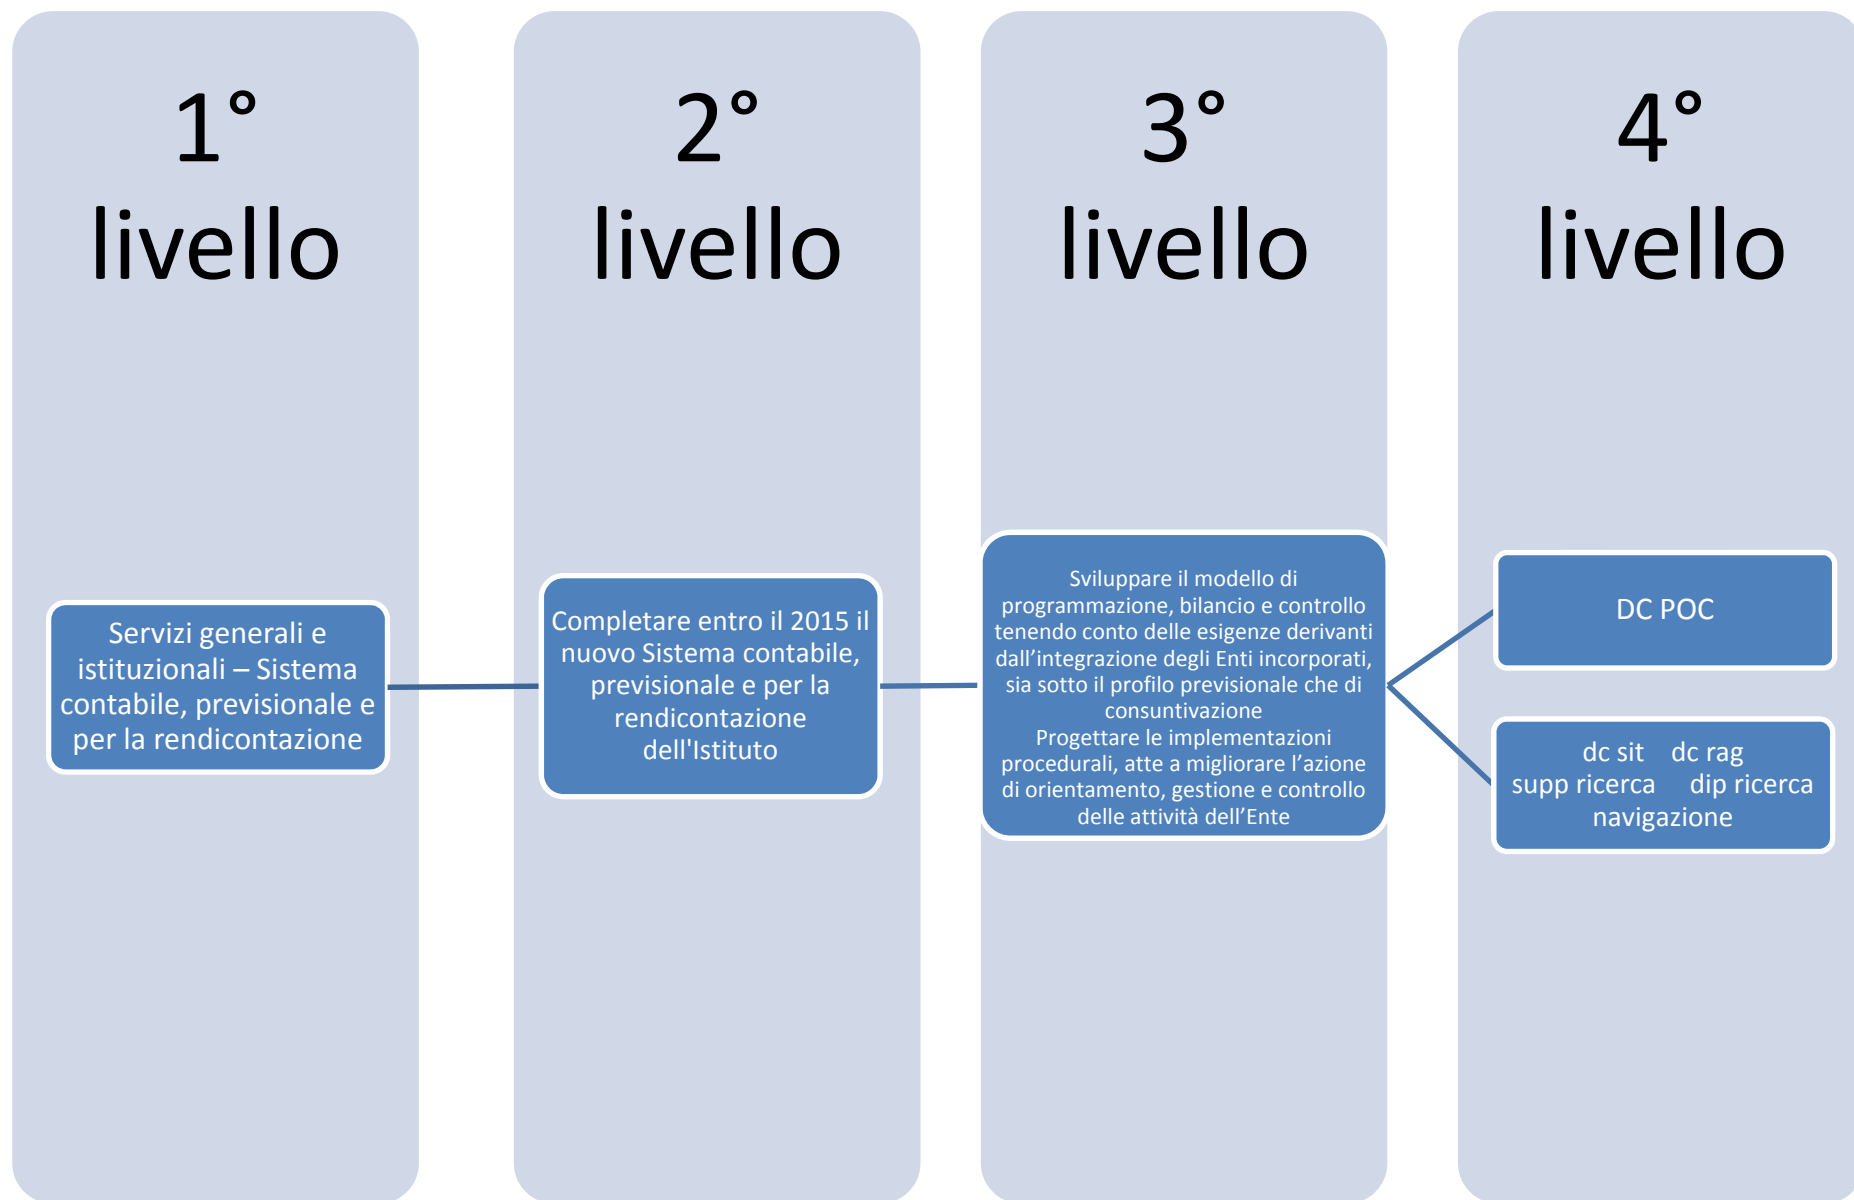 1°
livello
2°
livello
3°
livello
4°
livello
Servizi generali e
istituzionali – Sistema
contabile, previsionale e
per la rendicontazione
Completare entro il 2015 il
nuovo Sistema contabile,
previsionale e per la
rendicontazione
dell'Istituto
Sviluppare il modello di
programmazione, bilancio e controllo
tenendo conto delle esigenze derivanti
dall’integrazione degli Enti incorporati,
sia sotto il profilo previsionale che di
consuntivazione
Progettare le implementazioni
procedurali, atte a migliorare l’azione
di orientamento, gestione e controllo
delle attività dell’Ente
DC POC
dc sit dc rag
supp ricerca dip ricerca
navigazione